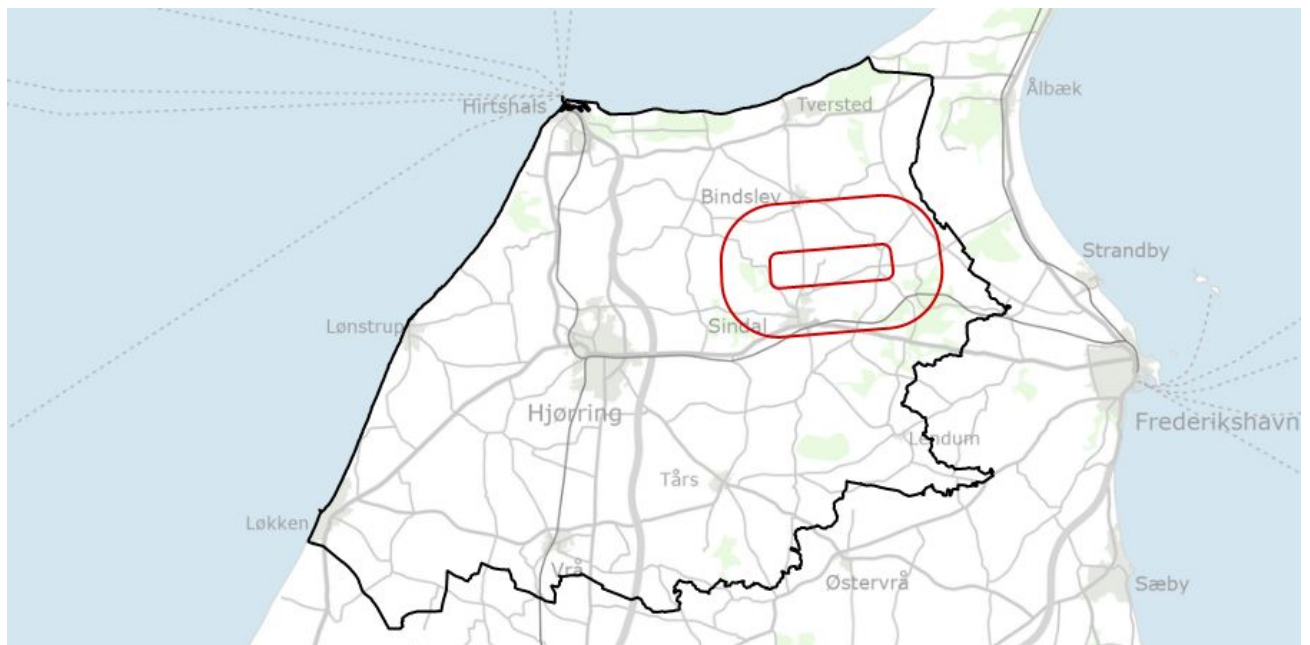 Ålbæk
Hirtshals
Tversted
Bindslev
Strandby
Lønstrup
Sindal
Hjørring
Frederikshavn
Lendum
Tårs
Løkken
Vrå
Østervrå
Sæby